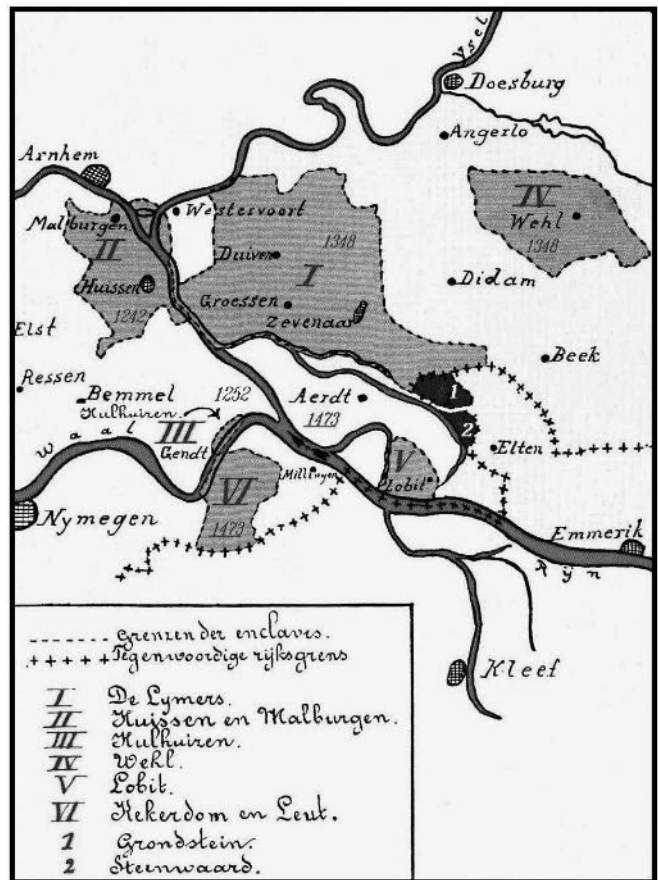 Ysel
Doesburg
Angerlo
Arnhem
IV
Wehl
1348
Malburgen
Westervoort
II
Duiven
1348
I
Huissen
Groessen
Didam
1242
Zevenaar
Elst
Beek
Ressen
1
Bemmel
1252
Aerdt
Hulhuizen
2
1473
III
Elten
Gendt
V
Waal
VI
Millingen
Lobit
Nymegen
1473
Emmerik
Rÿn
Kleef
Grenzen der enclaves.
Tegenwoordige rijksgrens
I De Lymers.
II Huissen en Malburgen.
III Hulhuizen.
IV Wehl.
V Lobit.
VI Kekerdom en Leut.
1 Grondstein.
2 Steenwaard.